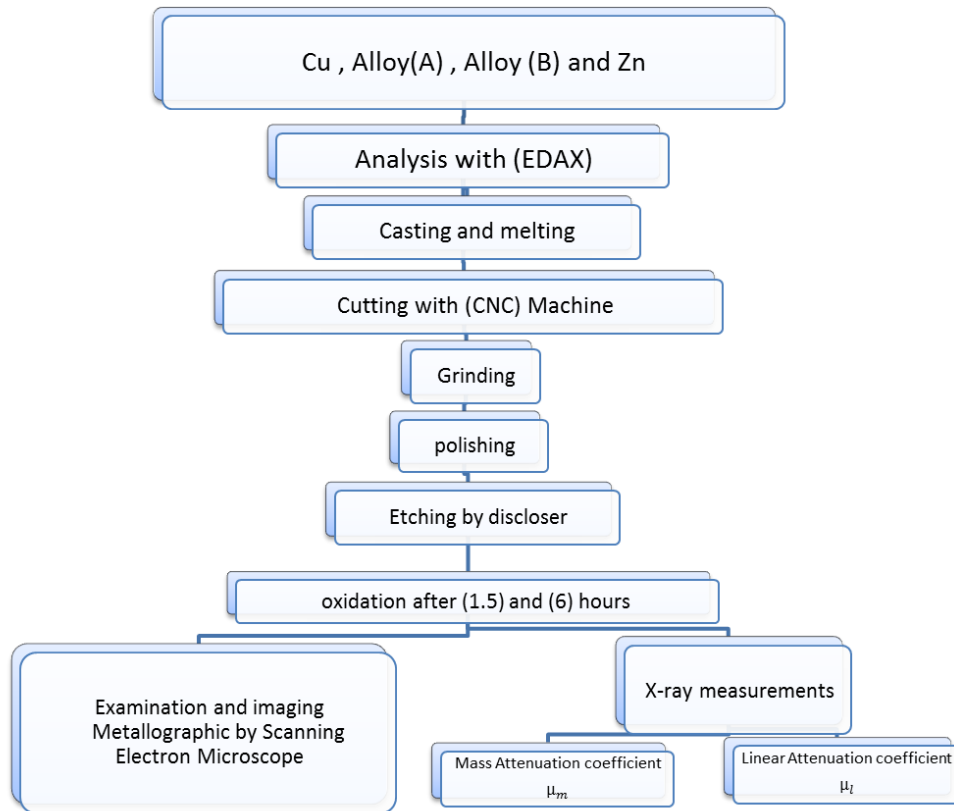 Cu , Alloy(A) , Alloy (B) and Zn
Analysis with (EDAX)
Casting and melting
Cutting with (CNC) Machine
Grinding
polishing
Etching by discloser
oxidation after (1.5) and (6) hours
Examination and imaging
Metallographic by Scanning
Electron Microscope
X-ray measurements
Mass Attenuation coefficient
μₘ
Linear Attenuation coefficient
μₗ